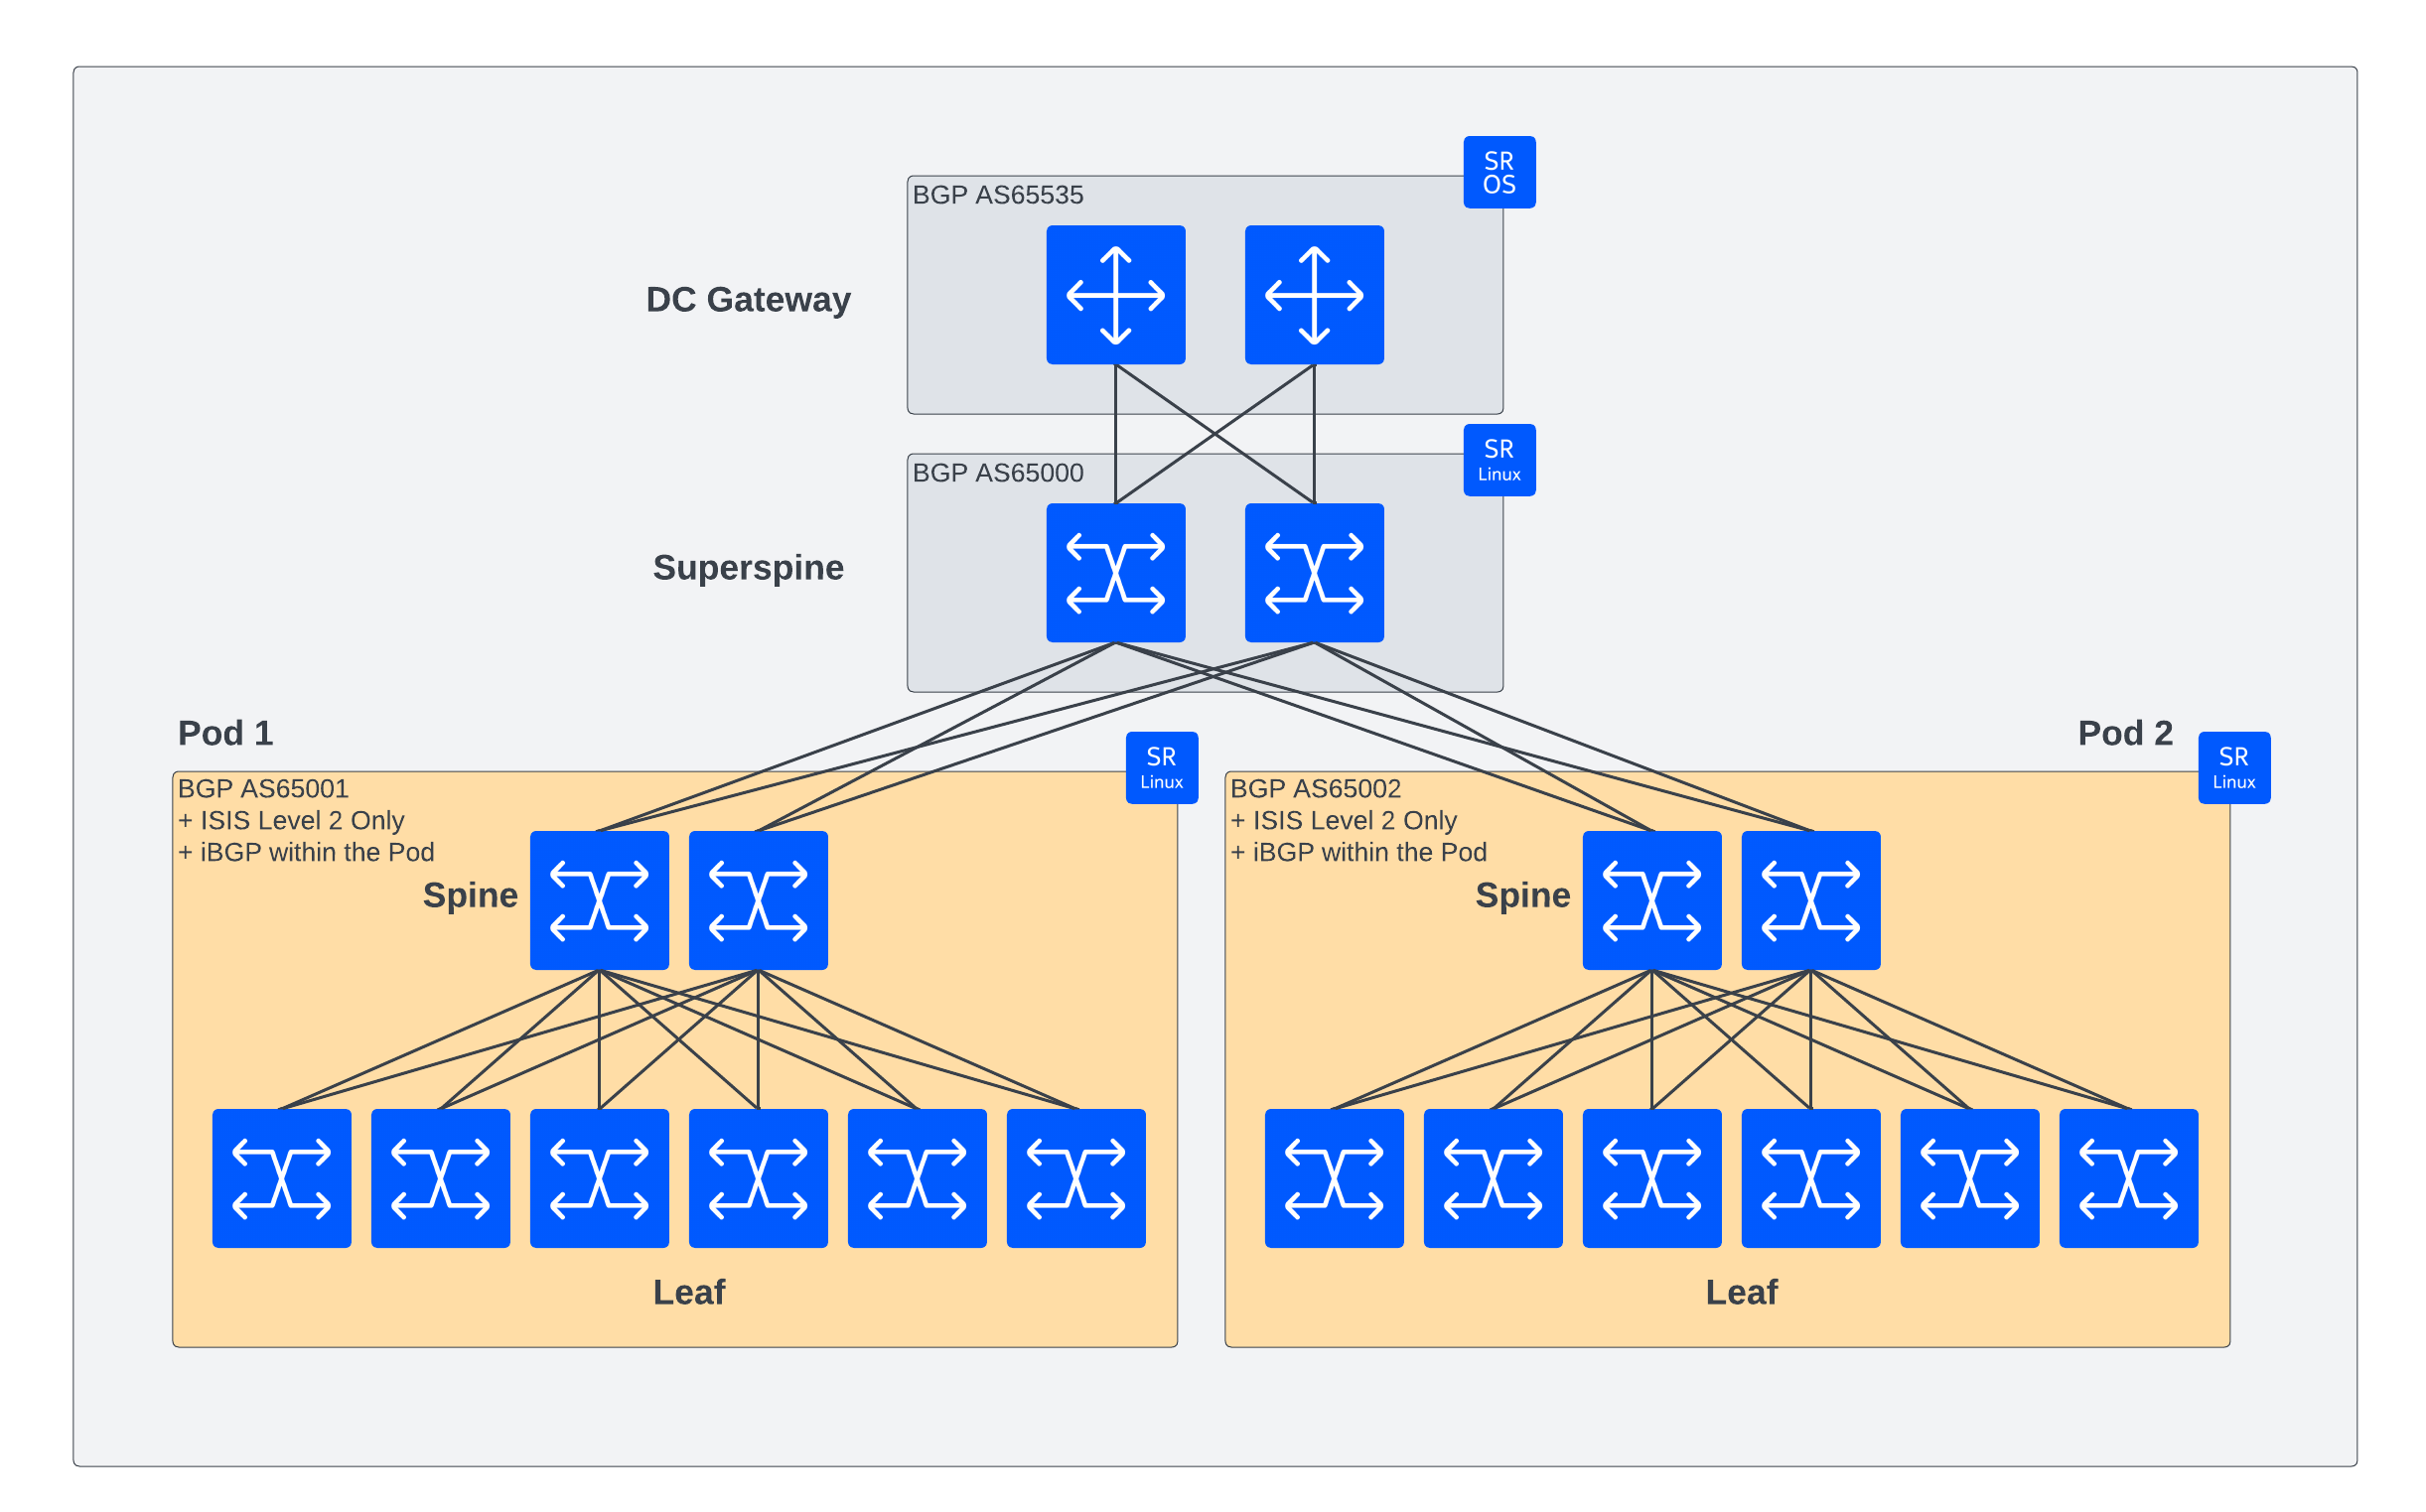 SR
OS
BGP AS65535
DC Gateway
SR
Linux
BGP AS65000
Superspine
Pod 1
Pod 2
SR
Linux
SR
Linux
BGP AS65001
+ ISIS Level 2 Only
+ iBGP within the Pod
Spine
BGP AS65002
+ ISIS Level 2 Only
+ iBGP within the Pod
Spine
Leaf
Leaf